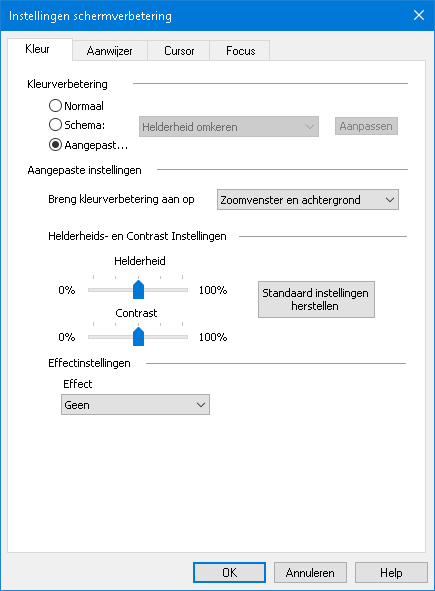 Instellingen schermverbetering
Kleur Aanwijzer Cursor Focus
Kleurverbetering
Normaal
Schema: Helderheid omkeren Aanpassen
Aangepast...
Aangepaste instellingen
Breng kleurverbetering aan op Zoomvenster en achtergrond
Helderheids- en Contrast Instellingen
Helderheid
0% 100%
Standaard instellingen
herstellen
Contrast
0% 100%
Effectinstellingen
Effect
Geen
OK Annuleren Help